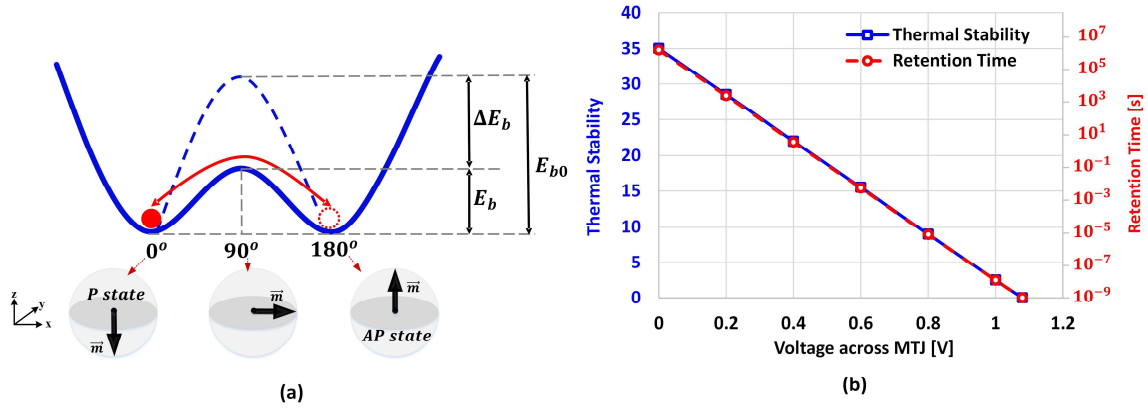 (a)
ΔE_b
E_b0
E_b
0°
90°
180°
z
y
x
P state
m⃗
m⃗
m⃗
AP state
(a)
(b)
40
35
30
25
20
15
10
5
0
Thermal Stability
Thermal Stability
Retention Time
10^7
10^5
10^3
10^1
10^-1
10^-3
10^-5
10^-7
10^-9
Retention Time [s]
0
0.2
0.4
0.6
0.8
1
1.2
Voltage across MTJ [V]
(b)